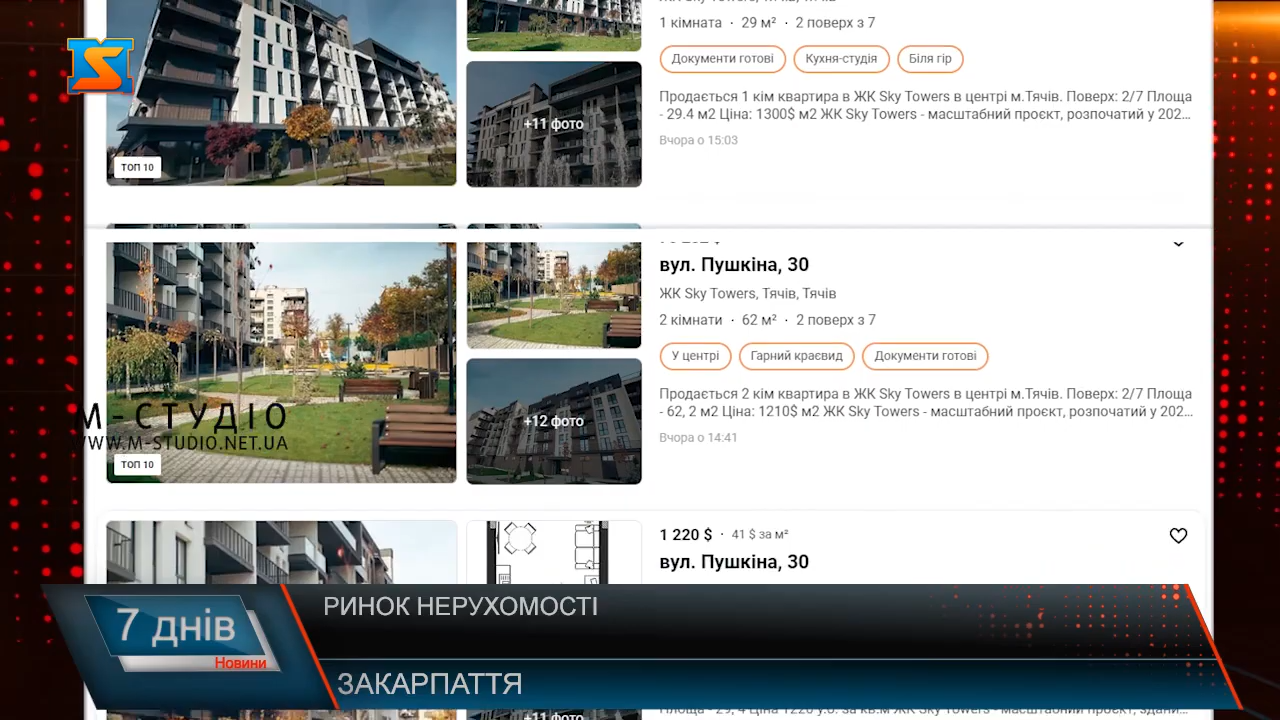 1 кімната · 29 м² · 2 поверх з 7
Документи готові
Кухня-студія
Біля гір
+11 фото
Продається 1 кім квартира в ЖК Sky Towers в центрі м.Тячів. Поверх: 2/7 Площа
- 29.4 м2 Ціна: 1300$ м2 ЖК Sky Towers - масштабний проєкт, розпочатий у 202...
Вчора о 15:03
ТОП 10
вул. Пушкіна, 30
ЖК Sky Towers, Тячів, Тячів
2 кімнати · 62 м² · 2 поверх з 7
У центрі
Гарний краєвид
Документи готові
Продається 2 кім квартира в ЖК Sky Towers в центрі м.Тячів. Поверх: 2/7 Площа
- 62, 2 м2 Ціна: 1210$ м2 ЖК Sky Towers - масштабний проєкт, розпочатий у 202...
+12 фото
Вчора о 14:41
М-СТУДІО
WWW.M-STUDIO.NET.UA
ТОП 10
1 220 $ · 41 $ за м²
вул. Пушкіна, 30
РИНОК НЕРУХОМОСТІ
7 днів
Новини
ЗАКАРПАТТЯ
+11 фото